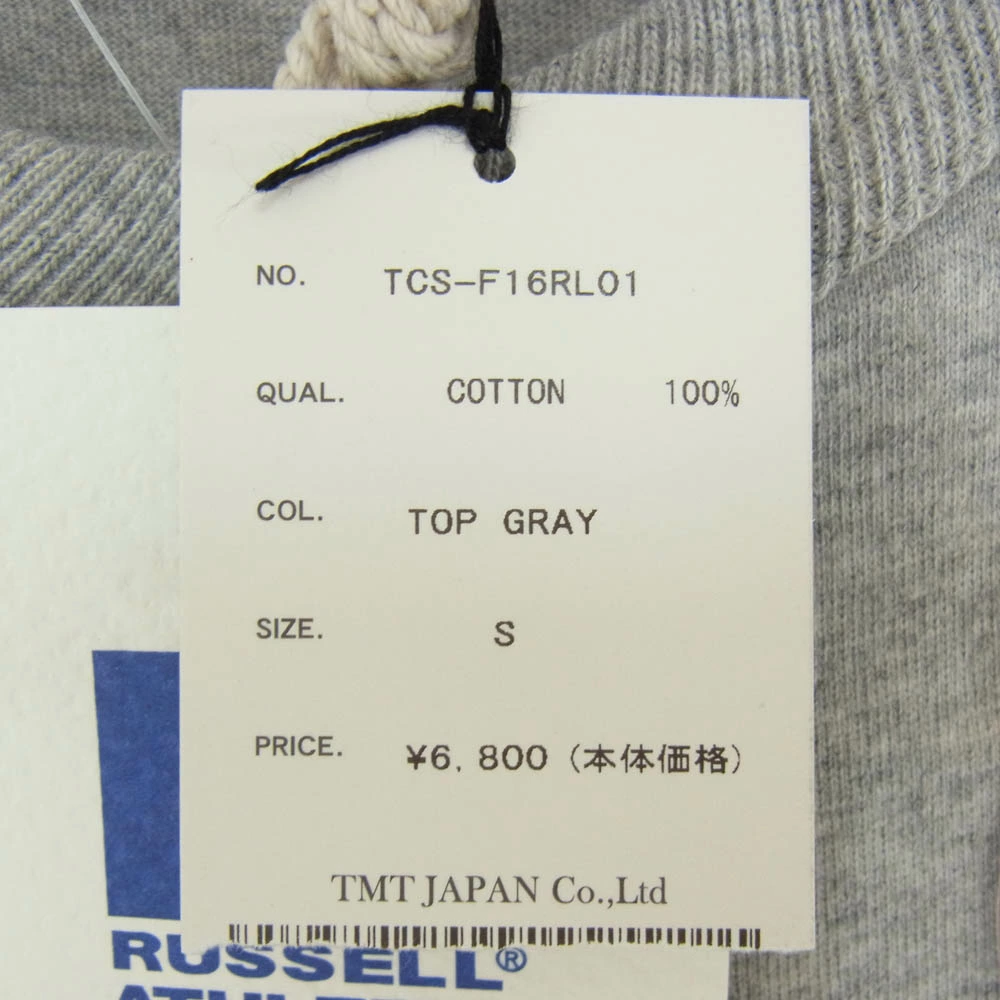 NO. TCS-F16RL01
QUAL. COTTON 100%
COL. TOP GRAY
SIZE. S
PRICE. ¥6,800 (本体価格)
TMT JAPAN Co.,Ltd
RUSSELL®